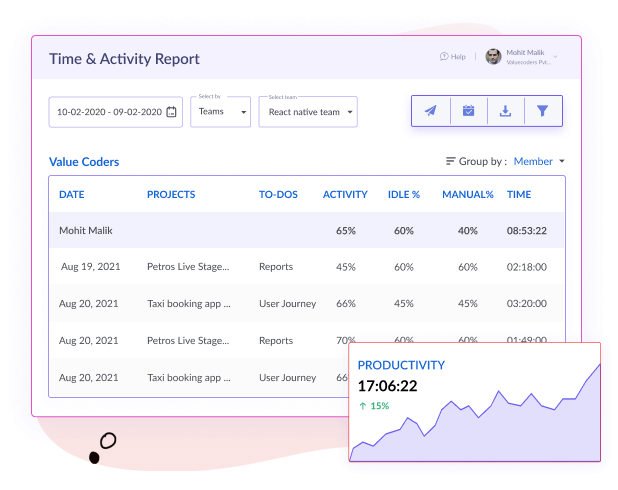 Time & Activity Report
Help
Mohit Malik
Valuecoders Pvt...
Select by
Select team
10-02-2020 - 09-02-2020
Teams
React native team
Value Coders
Group by : Member
DATE PROJECTS TO-DOS ACTIVITY IDLE % MANUAL% TIME
Mohit Malik 65% 60% 40% 08:53:22
Aug 19, 2021 Petros Live Stage... Reports 45% 60% 60% 02:18:00
Aug 20, 2021 Taxi booking app ... User Journey 66% 45% 45% 03:20:00
Aug 20, 2021 Petros Live Stage... Reports 70% 60% 60% 01:49:00
Aug 20, 2021 Taxi booking app ... User Journey 66
PRODUCTIVITY
17:06:22
↑ 15%